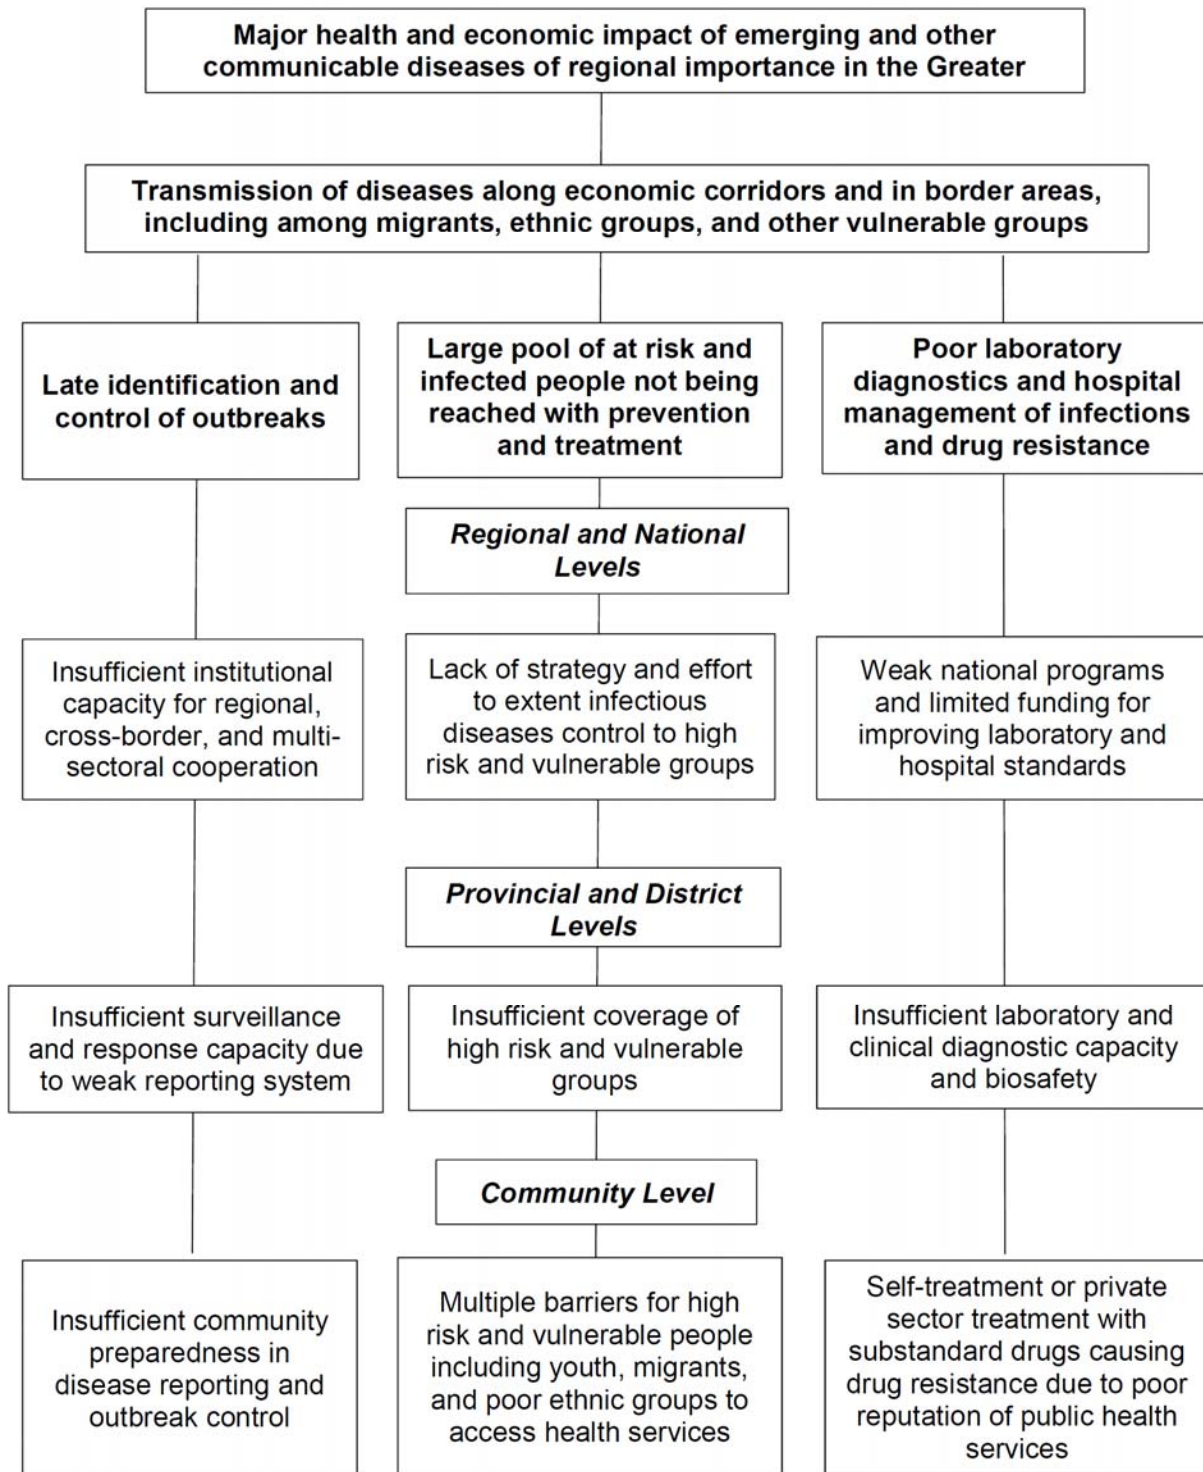 Major health and economic impact of emerging and other
communicable diseases of regional importance in the Greater
Transmission of diseases along economic corridors and in border areas,
including among migrants, ethnic groups, and other vulnerable groups
Late identification and
control of outbreaks
Large pool of at risk and
infected people not being
reached with prevention
and treatment
Poor laboratory
diagnostics and hospital
management of infections
and drug resistance
Regional and National
Levels
Insufficient institutional
capacity for regional,
cross-border, and multi-
sectoral cooperation
Lack of strategy and effort
to extent infectious
diseases control to high
risk and vulnerable groups
Weak national programs
and limited funding for
improving laboratory and
hospital standards
Provincial and District
Levels
Insufficient surveillance
and response capacity due
to weak reporting system
Insufficient coverage of
high risk and vulnerable
groups
Insufficient laboratory and
clinical diagnostic capacity
and biosafety
Community Level
Insufficient community
preparedness in
disease reporting and
outbreak control
Multiple barriers for high
risk and vulnerable people
including youth, migrants,
and poor ethnic groups to
access health services
Self-treatment or private
sector treatment with
substandard drugs causing
drug resistance due to poor
reputation of public health
services